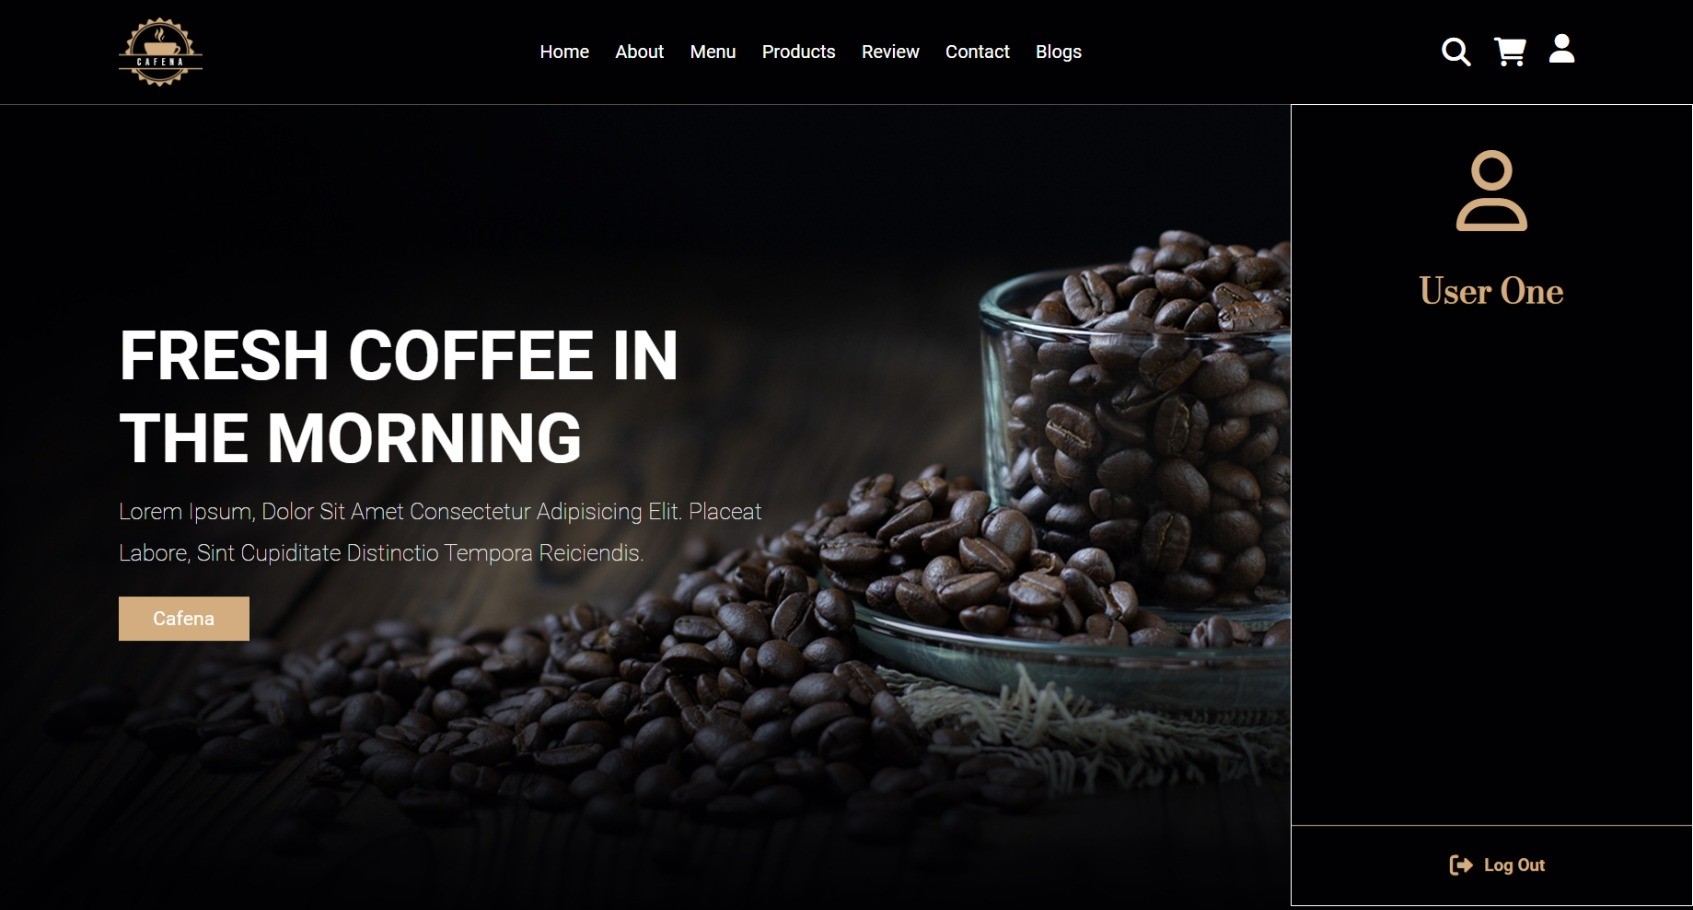 CAFENA
Home About Menu Products Review Contact Blogs
User One
FRESH COFFEE IN
THE MORNING
Lorem Ipsum, Dolor Sit Amet Consectetur Adipisicing Elit. Placeat
Labore, Sint Cupiditate Distinctio Tempora Reiciendis.
Cafena
Log Out